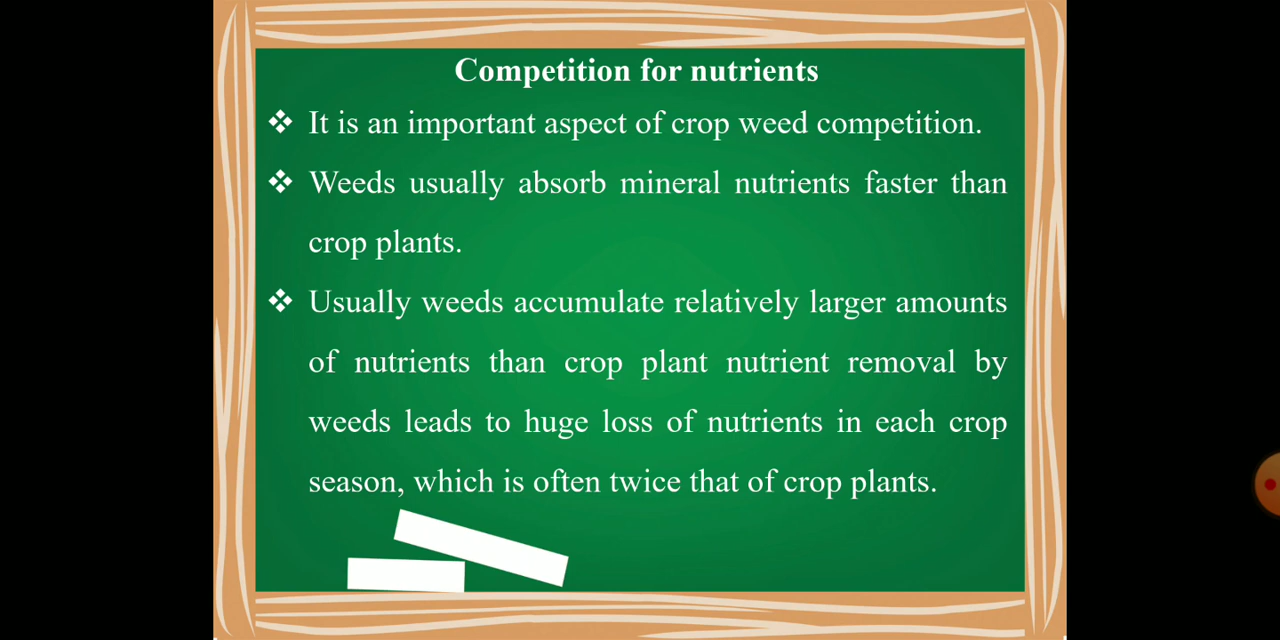 Competition for nutrients
❖ It is an important aspect of crop weed competition.
❖ Weeds usually absorb mineral nutrients faster than
crop plants.
❖ Usually weeds accumulate relatively larger amounts
of nutrients than crop plant nutrient removal by
weeds leads to huge loss of nutrients in each crop
season, which is often twice that of crop plants.